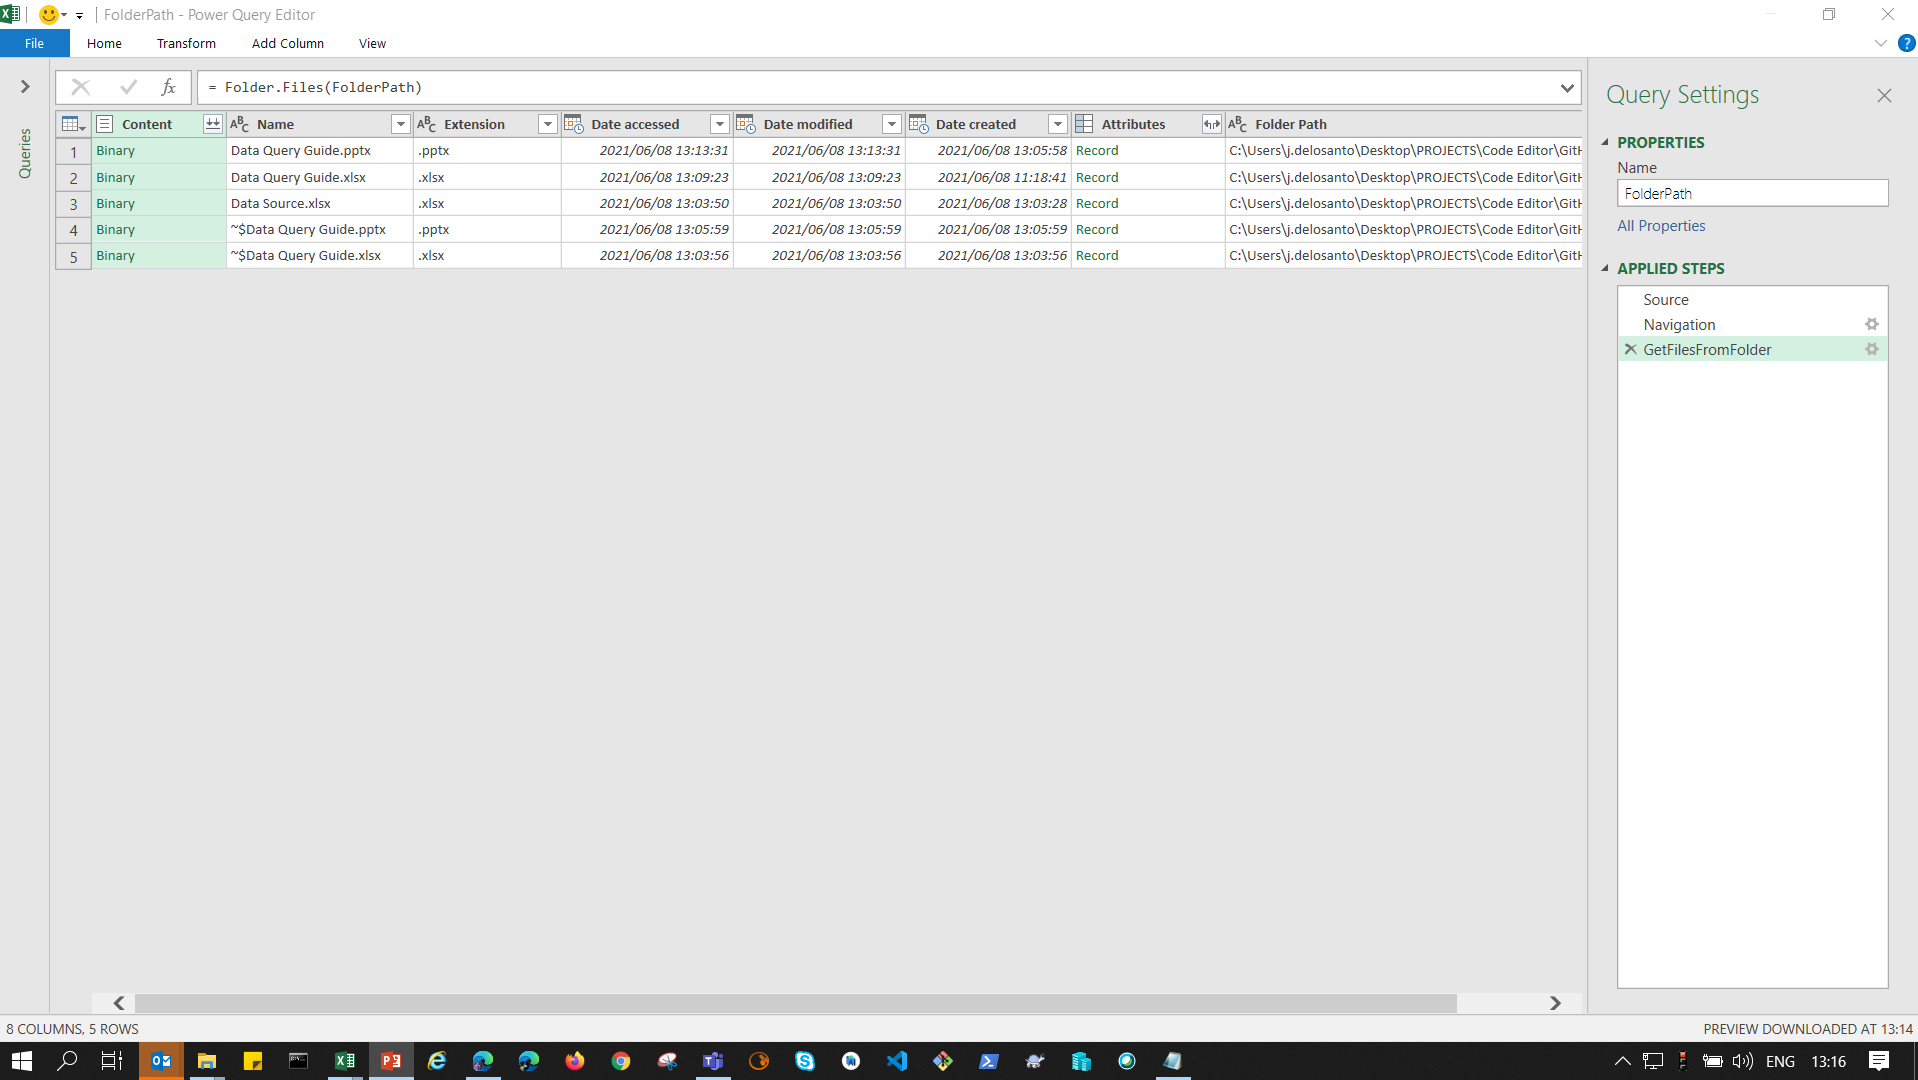 FolderPath - Power Query Editor
File Home Transform Add Column View
= Folder.Files(FolderPath)
Queries
Content Name Extension Date accessed Date modified Date created Attributes Folder Path
1 Binary Data Query Guide.pptx .pptx 2021/06/08 13:13:31 2021/06/08 13:13:31 2021/06/08 13:05:58 Record C:\Users\j.delosanto\Desktop\PROJECTS\Code Editor\GitH
2 Binary Data Query Guide.xlsx .xlsx 2021/06/08 13:09:23 2021/06/08 13:09:23 2021/06/08 11:18:41 Record C:\Users\j.delosanto\Desktop\PROJECTS\Code Editor\GitH
3 Binary Data Source.xlsx .xlsx 2021/06/08 13:03:50 2021/06/08 13:03:50 2021/06/08 13:03:28 Record C:\Users\j.delosanto\Desktop\PROJECTS\Code Editor\GitH
4 Binary ~$Data Query Guide.pptx .pptx 2021/06/08 13:05:59 2021/06/08 13:05:59 2021/06/08 13:05:59 Record C:\Users\j.delosanto\Desktop\PROJECTS\Code Editor\GitH
5 Binary ~$Data Query Guide.xlsx .xlsx 2021/06/08 13:03:56 2021/06/08 13:03:56 2021/06/08 13:03:56 Record C:\Users\j.delosanto\Desktop\PROJECTS\Code Editor\GitH
Query Settings
PROPERTIES
Name
FolderPath
All Properties
APPLIED STEPS
Source
Navigation
GetFilesFromFolder
8 COLUMNS, 5 ROWS
PREVIEW DOWNLOADED AT 13:14
ENG 13:16